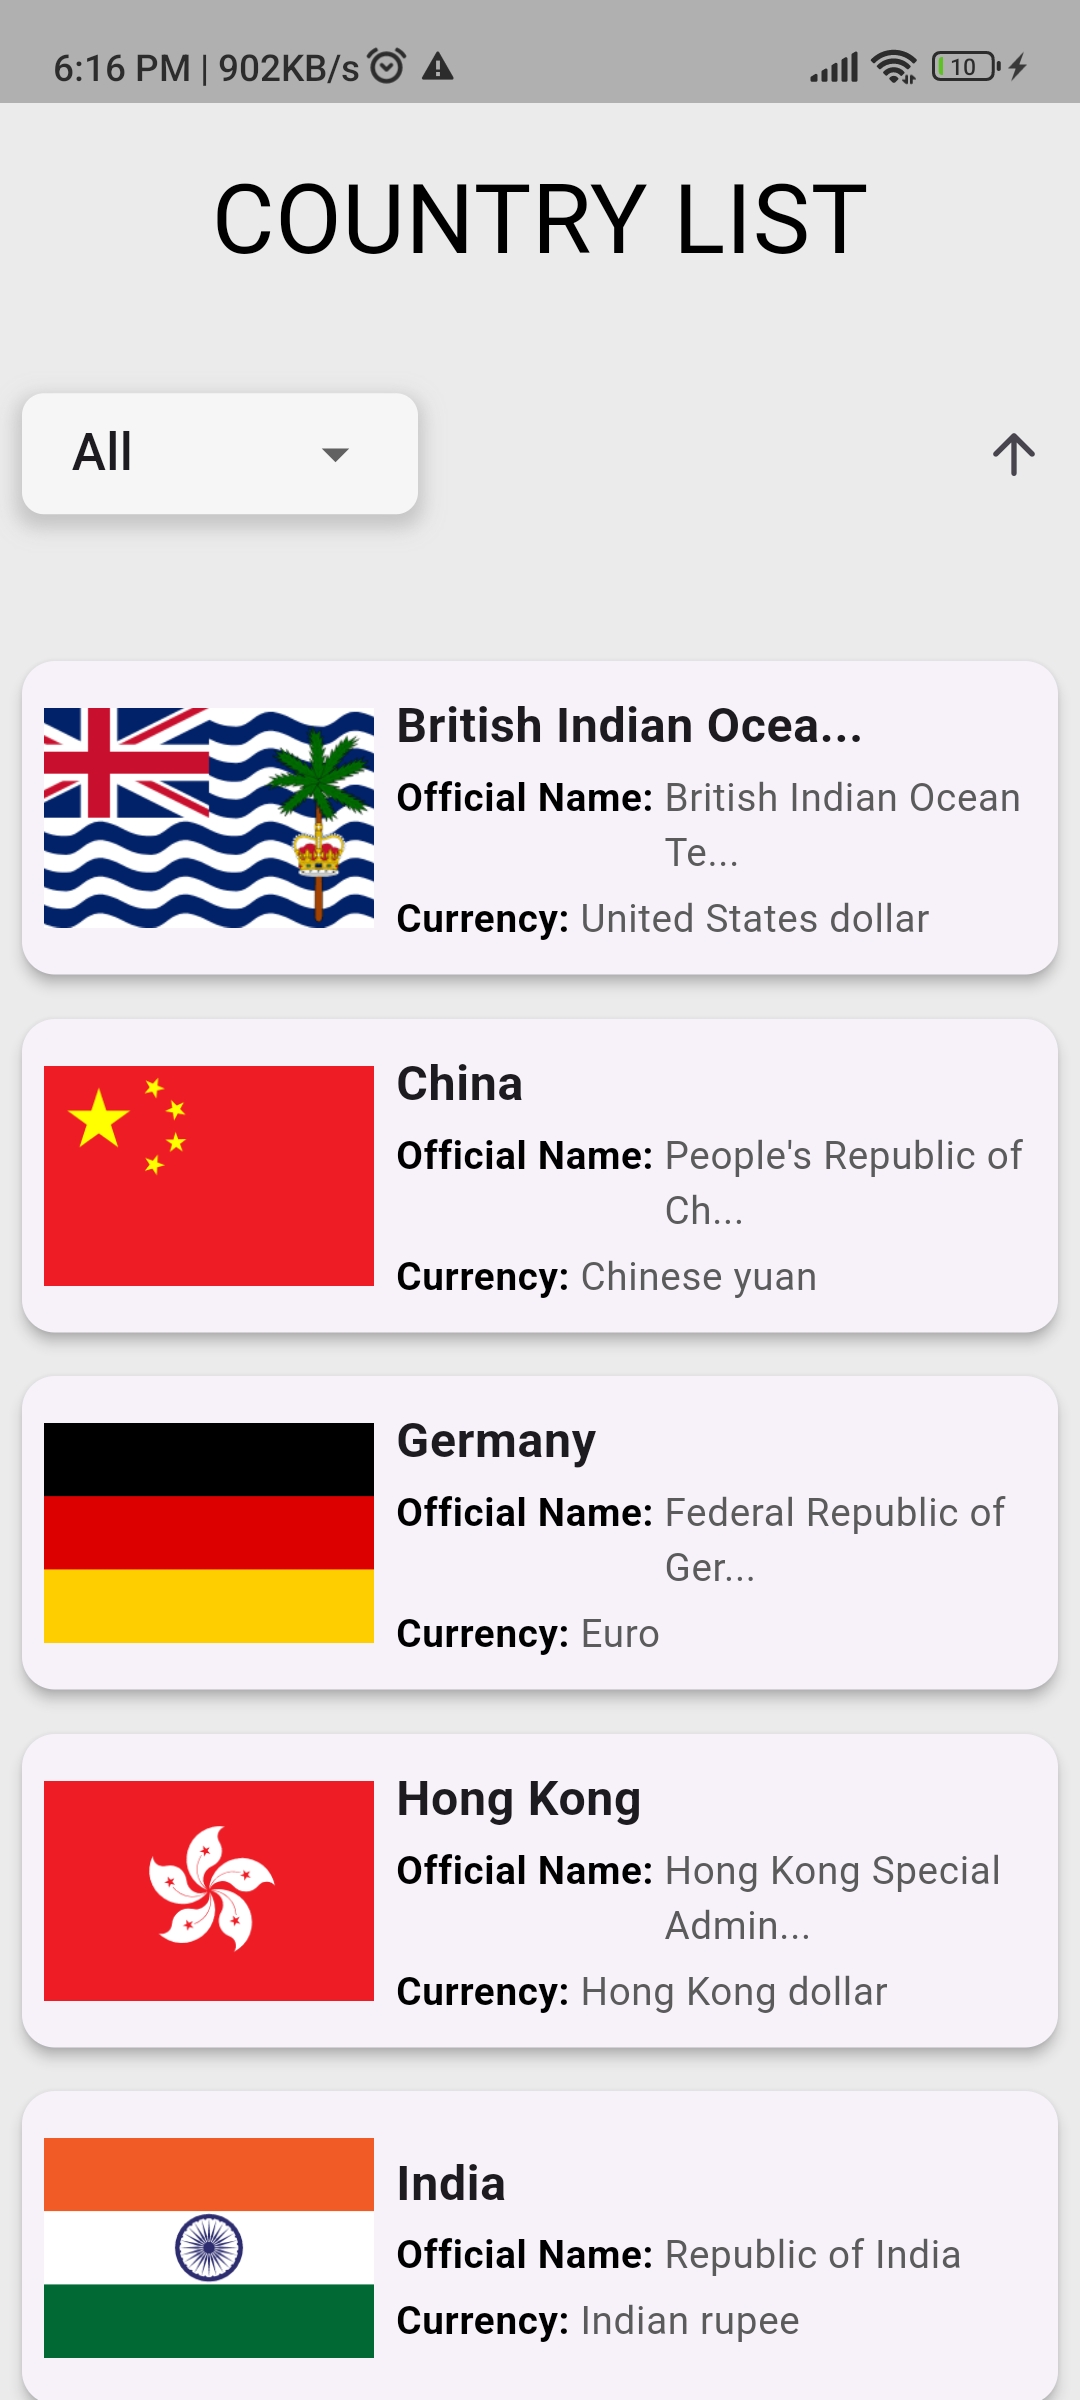 6:16 PM | 902KB/s
10
COUNTRY LIST
All
British Indian Ocea...
Official Name: British Indian Ocean
Te...
Currency: United States dollar
China
Official Name: People's Republic of
Ch...
Currency: Chinese yuan
Germany
Official Name: Federal Republic of
Ger...
Currency: Euro
Hong Kong
Official Name: Hong Kong Special
Admin...
Currency: Hong Kong dollar
India
Official Name: Republic of India
Currency: Indian rupee